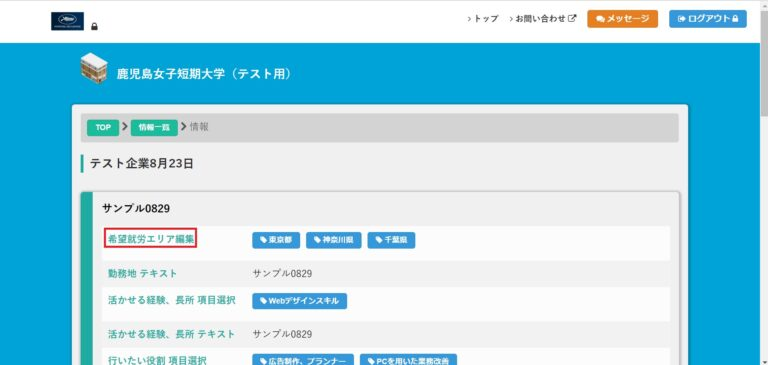 トップ お問い合わせ メッセージ ログアウト
鹿児島女子短期大学（テスト用）
TOP 情報一覧 情報
テスト企業8月23日
サンプル0829
希望就労エリア編集 東京都 神奈川県 千葉県
勤務地 テキスト サンプル0829
活かせる経験、長所 項目選択 Webデザインスキル
活かせる経験、長所 テキスト サンプル0829
行いたい役割 項目選択 広告制作、プランナー PCを用いた業務改善